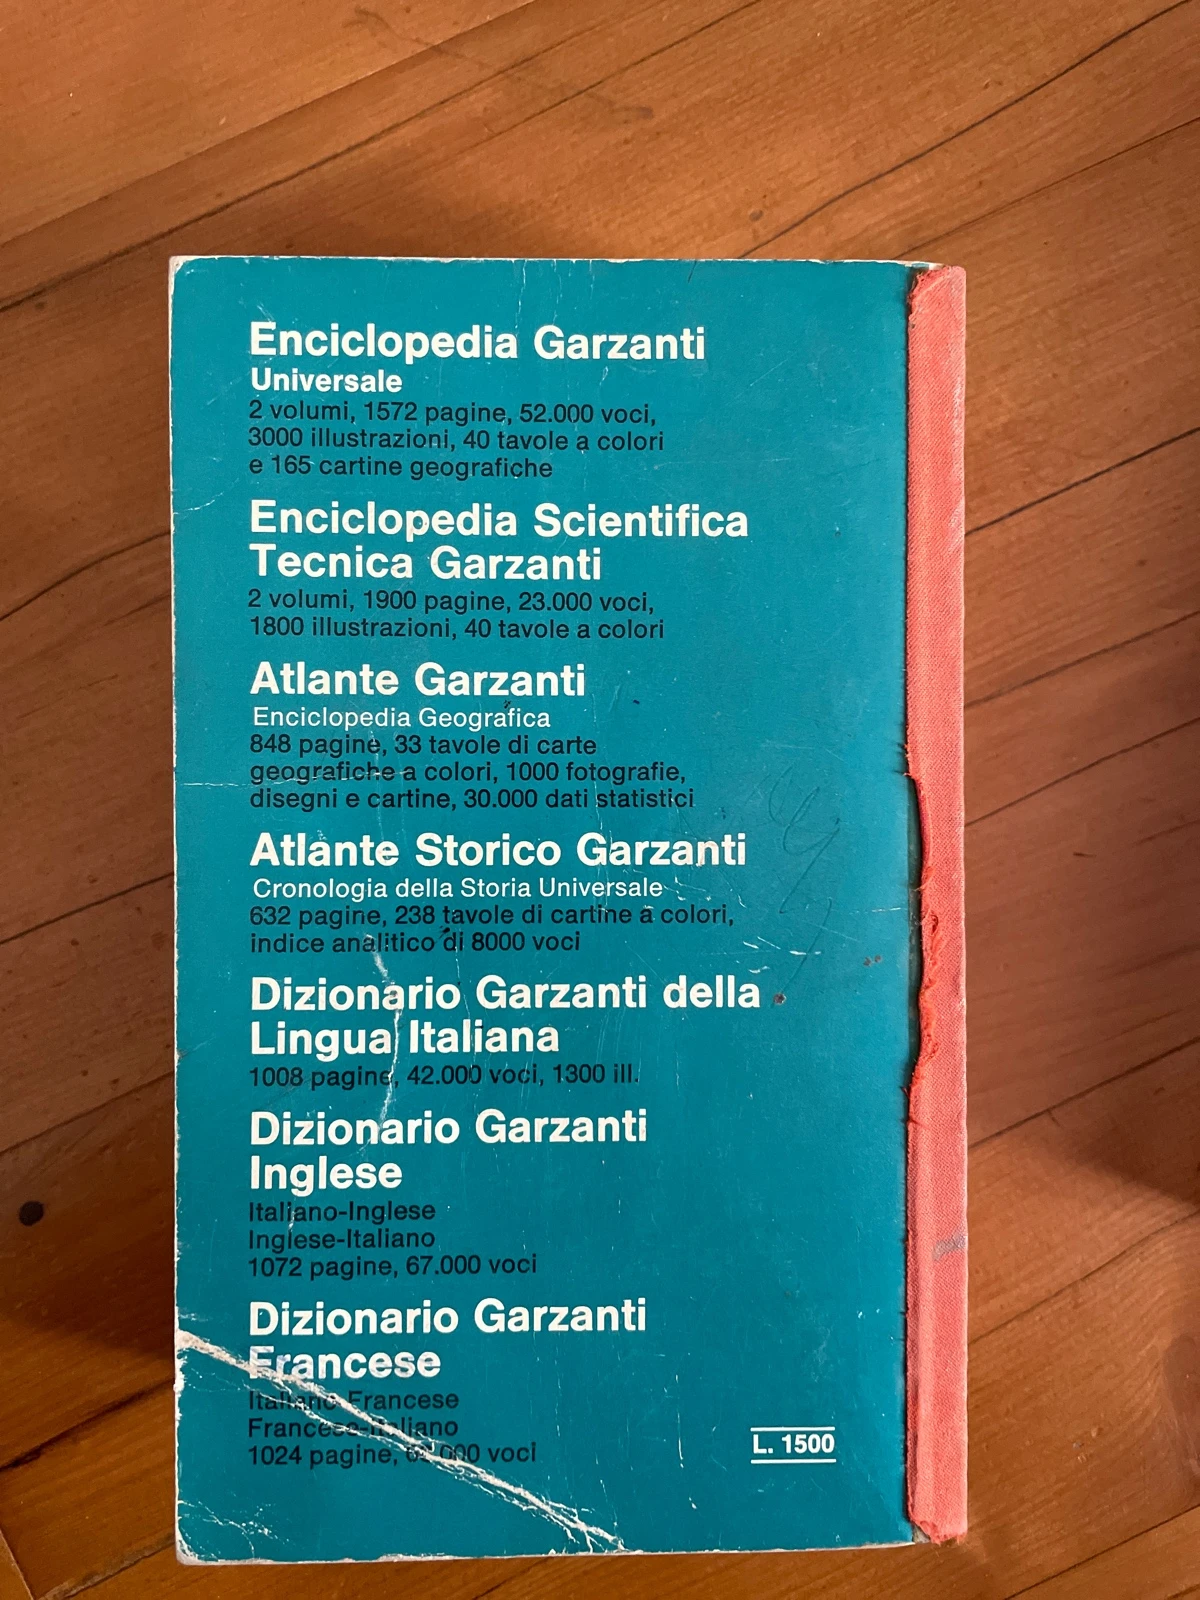 Enciclopedia Garzanti
Universale
2 volumi, 1572 pagine, 52.000 voci,
3000 illustrazioni, 40 tavole a colori
e 165 cartine geografiche
Enciclopedia Scientifica
Tecnica Garzanti
2 volumi, 1900 pagine, 23.000 voci,
1800 illustrazioni, 40 tavole a colori
Atlante Garzanti
Enciclopedia Geografica
848 pagine, 33 tavole di carte
geografiche a colori, 1000 fotografie,
disegni e cartine, 30.000 dati statistici
Atlante Storico Garzanti
Cronologia della Storia Universale
632 pagine, 238 tavole di cartine a colori,
indice analitico di 8000 voci
Dizionario Garzanti della
Lingua Italiana
1008 pagine, 42.000 voci, 1300 ill.
Dizionario Garzanti
Inglese
Italiano-Inglese
Inglese-Italiano
1072 pagine, 67.000 voci
Dizionario Garzanti
Francese
Italiano-Francese
Francese-Italiano
1024 pagine, voci
L. 1500